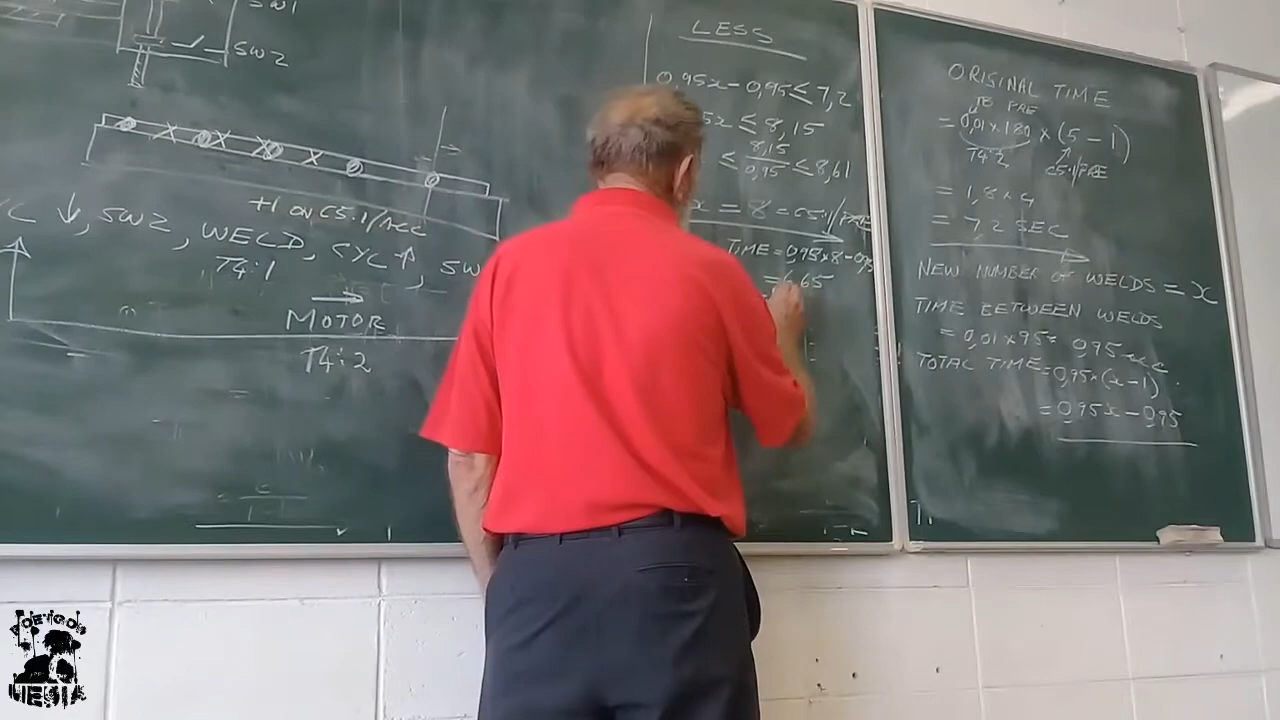 SW1
SW2
+1 ON C5:1/ACC
↓, SW2, WELD, CYC↑, SW
T4:1
MOTOR
T4:2
LESS
0,95x - 0,95 ≤ 7,2
5x ≤ 8,15
≤ 8,15/0,95 ≤ 8,61
x = 8 = C5:1/PRE
TIME = 0,95×8-0,95
= 6,65
ORIGINAL TIME
TB PRE
= 0,01×180 × (5-1)
T4:2 C5:1/PRE
= 1,8×4
= 7,2 SEC
NEW NUMBER OF WELDS = x
TIME BETWEEN WELDS
= 0,01×95 = 0,95 sec
TOTAL TIME = 0,95×(x-1)
= 0,95x - 0,95
MEDIA